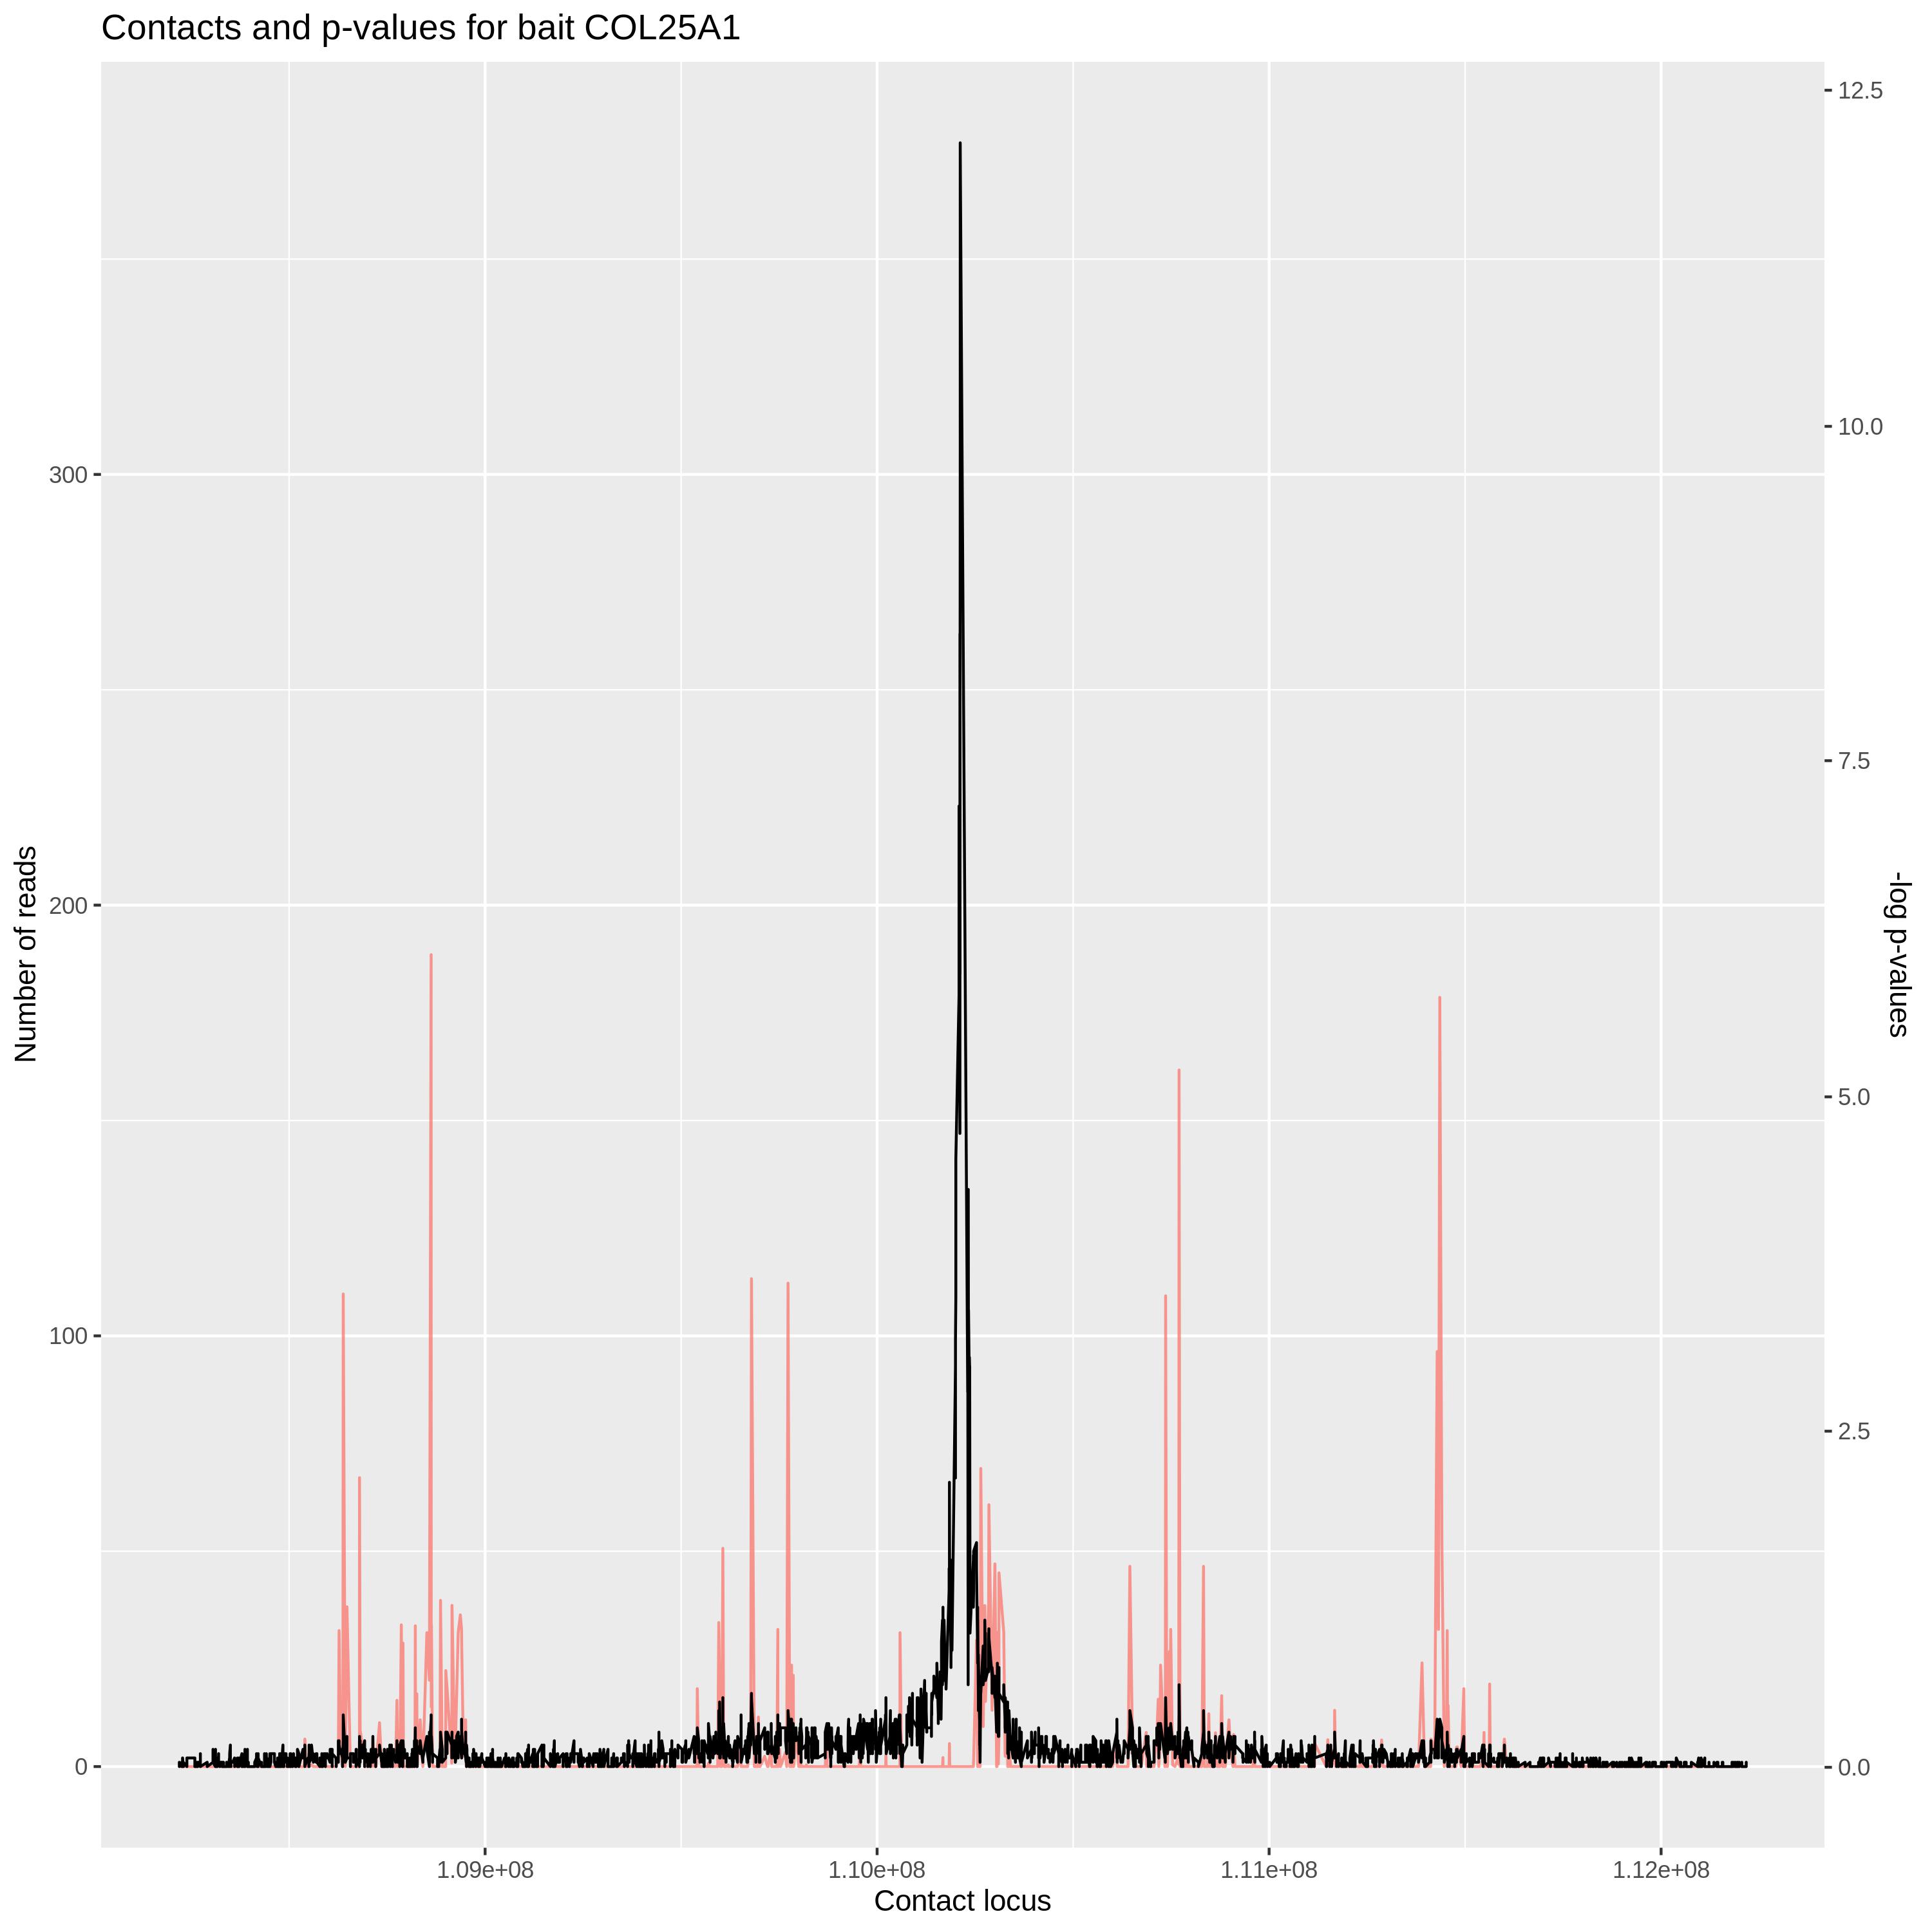 Contacts and p-values for bait COL25A1
12.5
10.0
7.5
5.0
2.5
0.0
300
200
100
0
Number of reads
-log p-values
1.09e+08 1.10e+08 1.11e+08 1.12e+08
Contact locus